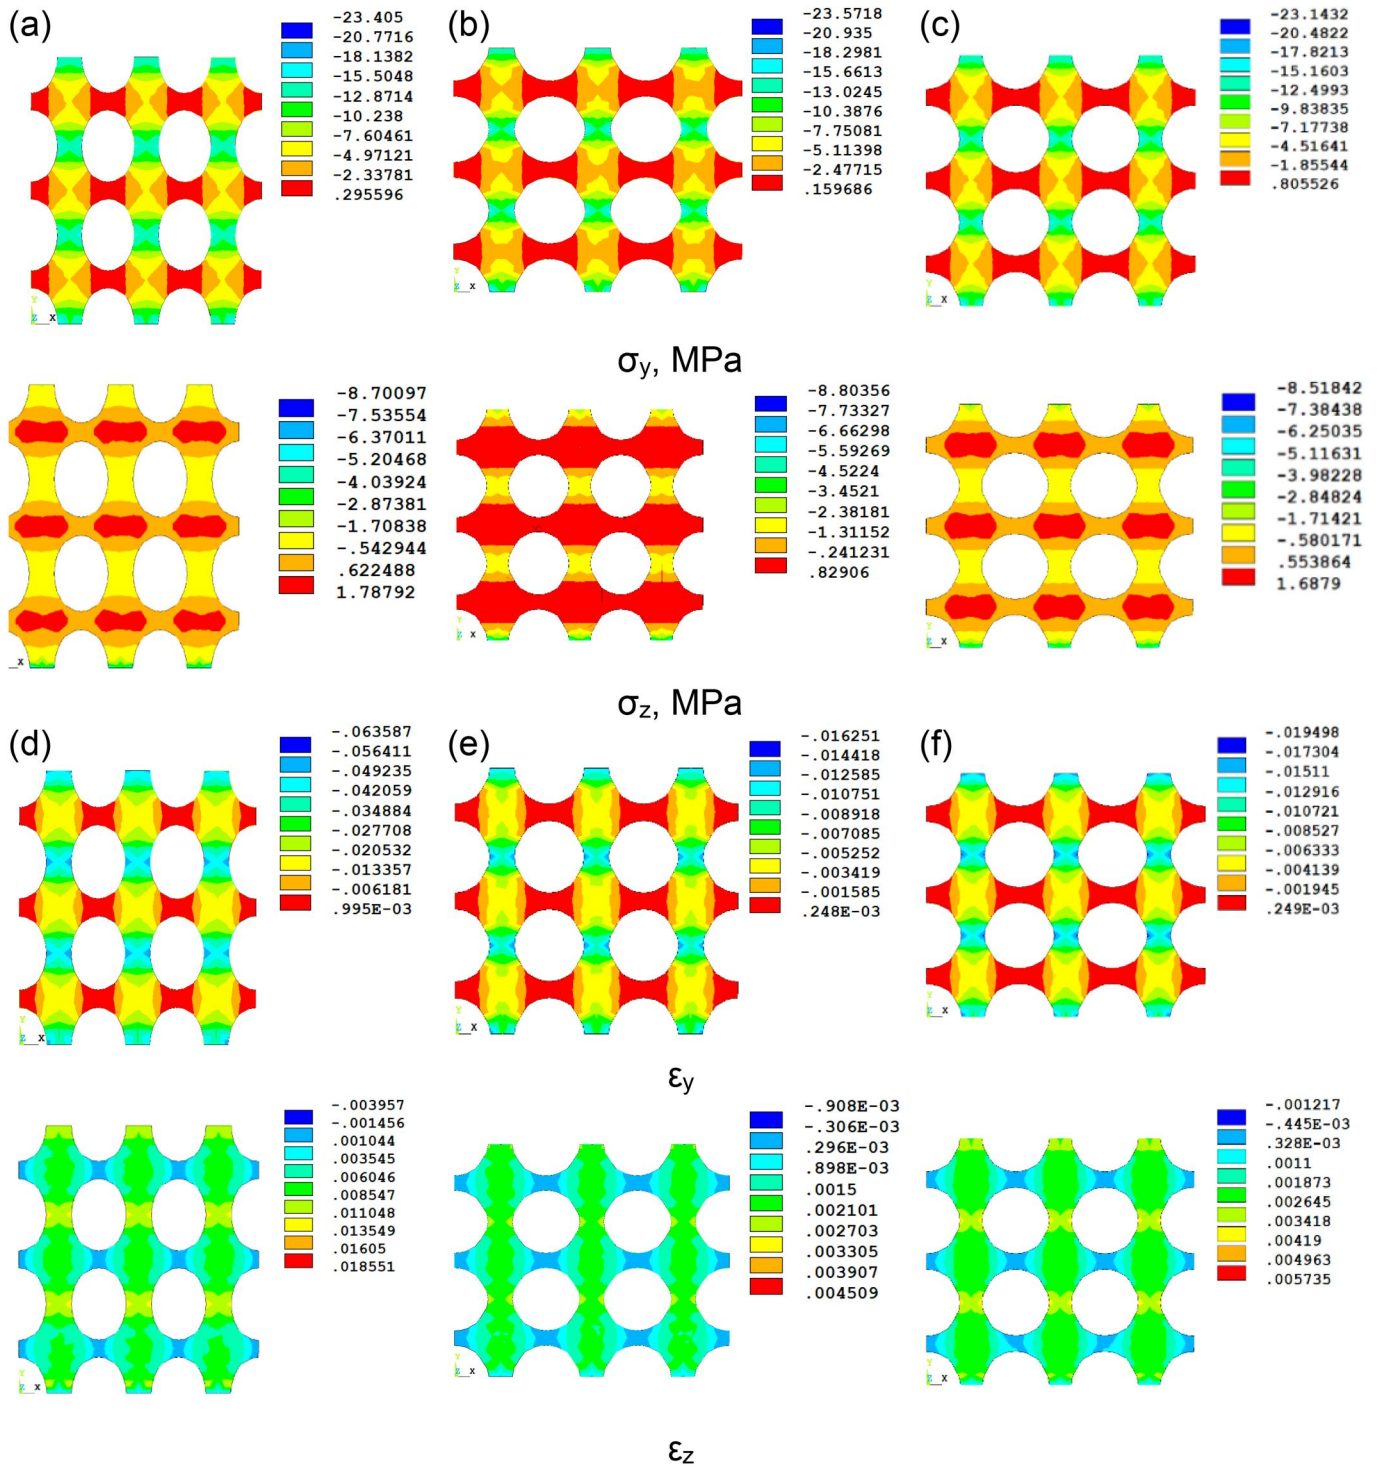 (a)
-23.405
-20.7716
-18.1382
-15.5048
-12.8714
-10.238
-7.60461
-4.97121
-2.33781
.295596
Y
Z X
(b)
-23.5718
-20.935
-18.2981
-15.6613
-13.0245
-10.3876
-7.75081
-5.11398
-2.47715
.159686
Y
Z X
(c)
-23.1432
-20.4822
-17.8213
-15.1603
-12.4993
-9.83835
-7.17738
-4.51641
-1.85544
.805526
Y
Z X
σy, MPa
-8.70097
-7.53554
-6.37011
-5.20468
-4.03924
-2.87381
-1.70838
-.542944
.622488
1.78792
X
-8.80356
-7.73327
-6.66298
-5.59269
-4.5224
-3.4521
-2.38181
-1.31152
-.241231
.82906
Y
Z X
-8.51842
-7.38438
-6.25035
-5.11631
-3.98228
-2.84824
-1.71421
-.580171
.553864
1.6879
Y
Z X
σz, MPa
(d)
-.063587
-.056411
-.049235
-.042059
-.034884
-.027708
-.020532
-.013357
-.006181
.995E-03
Y
Z X
(e)
-.016251
-.014418
-.012585
-.010751
-.008918
-.007085
-.005252
-.003419
-.001585
.248E-03
Y
Z X
(f)
-.019498
-.017304
-.01511
-.012916
-.010721
-.008527
-.006333
-.004139
-.001945
.249E-03
Y
Z X
εy
-.003957
-.001456
.001044
.003545
.006046
.008547
.011048
.013549
.01605
.018551
Y
Z X
-.908E-03
-.306E-03
.296E-03
.898E-03
.0015
.002101
.002703
.003305
.003907
.004509
Y
Z X
-.001217
-.445E-03
.328E-03
.0011
.001873
.002645
.003418
.00419
.004963
.005735
Y
Z X
εz